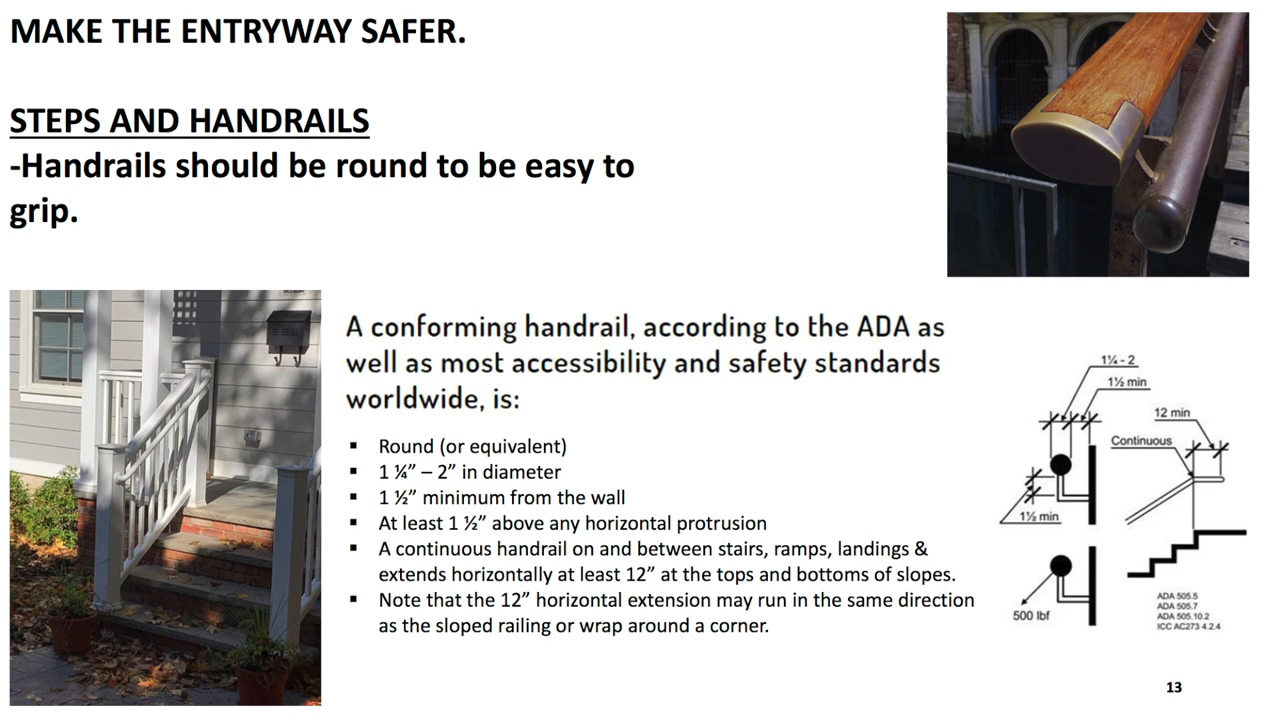 MAKE THE ENTRYWAY SAFER.
STEPS AND HANDRAILS
-Handrails should be round to be easy to
grip.
A conforming handrail, according to the ADA as
well as most accessibility and safety standards
worldwide, is:
▪ Round (or equivalent)
▪ 1 ¼” – 2” in diameter
▪ 1 ½” minimum from the wall
▪ At least 1 ½” above any horizontal protrusion
▪ A continuous handrail on and between stairs, ramps, landings &
extends horizontally at least 12” at the tops and bottoms of slopes.
▪ Note that the 12” horizontal extension may run in the same direction
as the sloped railing or wrap around a corner.
1¼ - 2
1½ min
12 min
Continuous
1½ min
500 lbf
ADA 505.5
ADA 505.7
ADA 505.10.2
ICC AC273 4.2.4
13